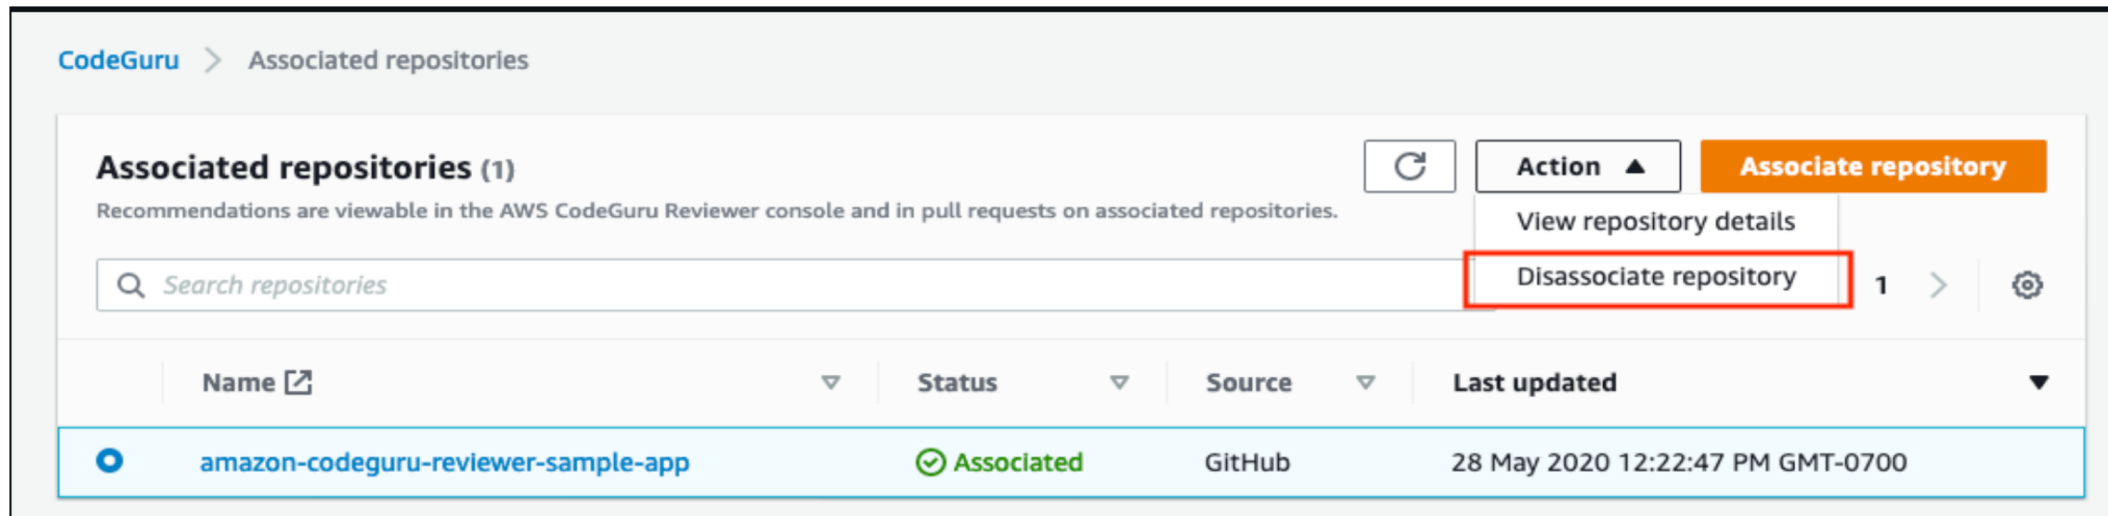 CodeGuru > Associated repositories
Associated repositories (1)
Action ▲
Associate repository
Recommendations are viewable in the AWS CodeGuru Reviewer console and in pull requests on associated repositories.
View repository details
Disassociate repository
Search repositories
1 >
Name Status Source Last updated
amazon-codeguru-reviewer-sample-app Associated GitHub 28 May 2020 12:22:47 PM GMT-0700